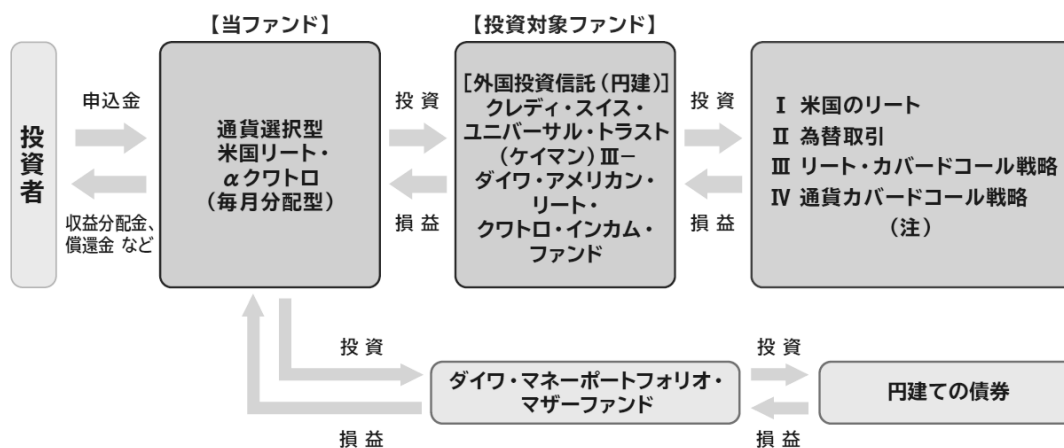 【当ファンド】
【投資対象ファンド】
投資者
申込金
収益分配金、
償還金 など
通貨選択型
米国リート・
αクワトロ
(毎月分配型)
投 資
損 益
[外国投資信託(円建)]
クレディ・スイス・
ユニバーサル・トラスト
(ケイマン)Ⅲ−
ダイワ・アメリカン・
リート・
クワトロ・インカム・
ファンド
投 資
損 益
Ⅰ 米国のリート
Ⅱ 為替取引
Ⅲ リート・カバードコール戦略
Ⅳ 通貨カバードコール戦略
(注)
投 資
損 益
ダイワ・マネーポートフォリオ・
マザーファンド
投 資
損 益
円建ての債券